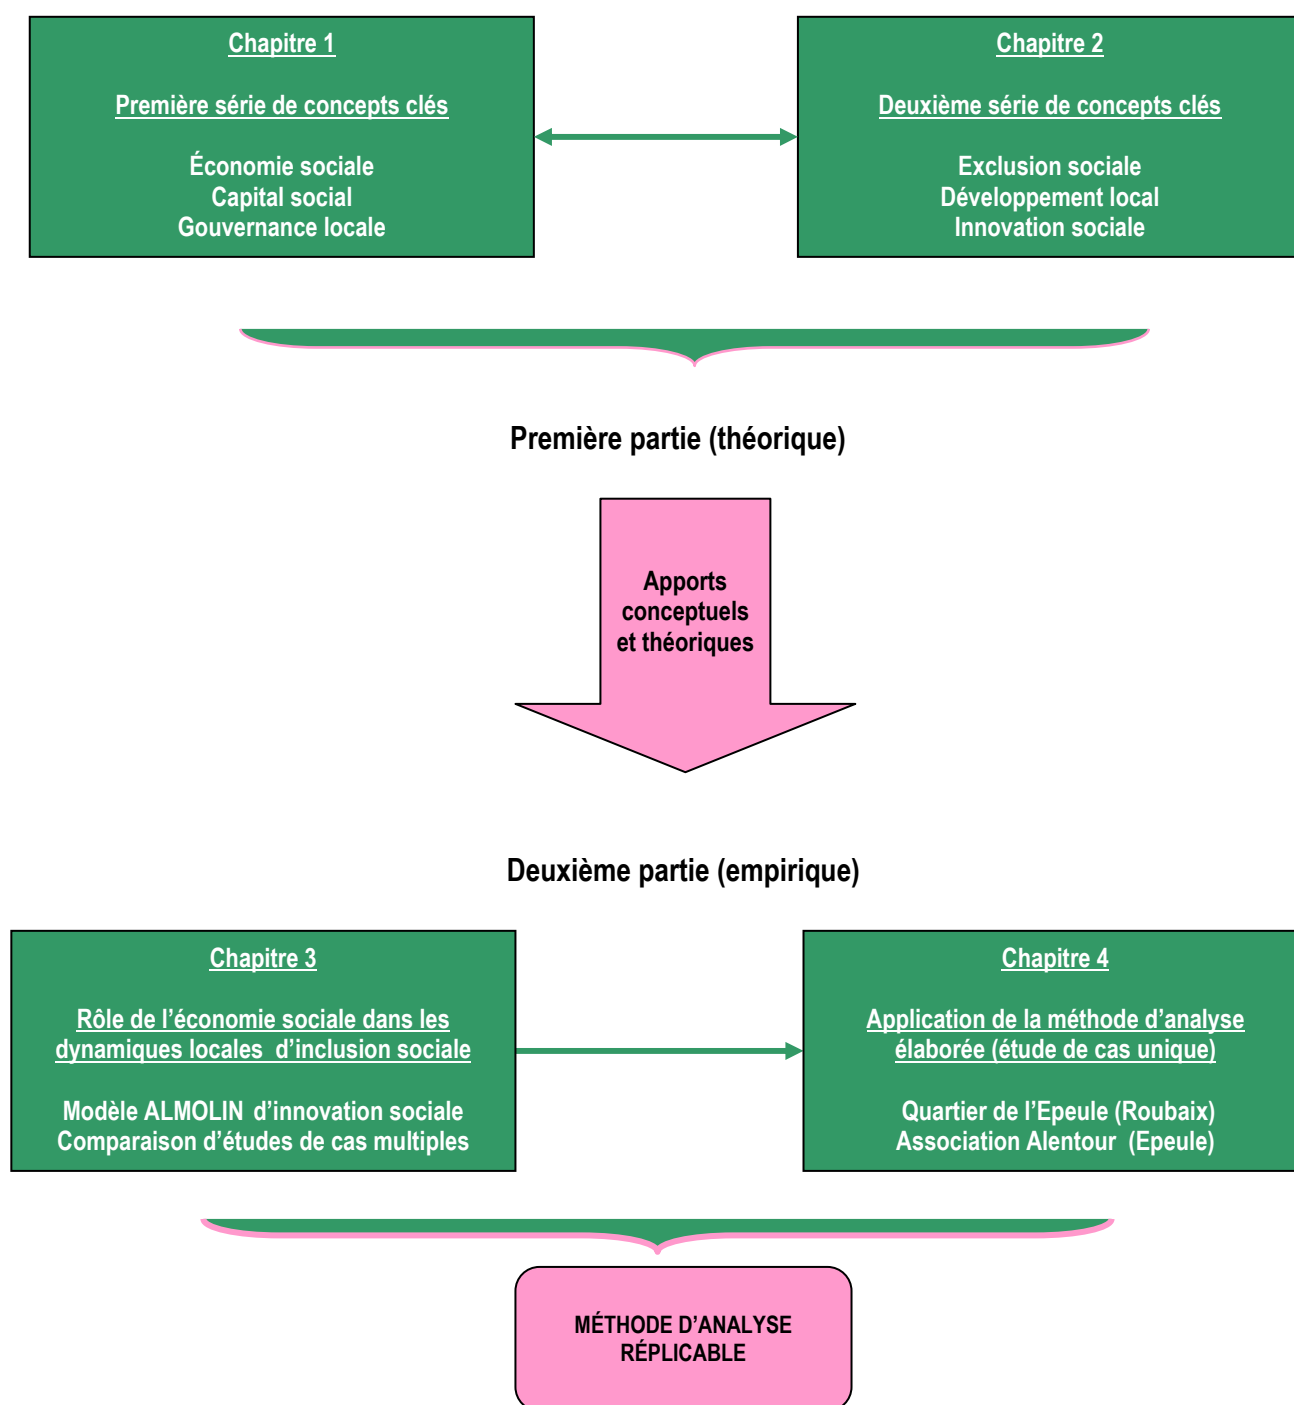 Chapitre 1
Première série de concepts clés
Économie sociale
Capital social
Gouvernance locale
Chapitre 2
Deuxième série de concepts clés
Exclusion sociale
Développement local
Innovation sociale
Première partie (théorique)
Apports
conceptuels
et théoriques
Deuxième partie (empirique)
Chapitre 3
Rôle de l’économie sociale dans les
dynamiques locales d’inclusion sociale
Modèle ALMOLIN d’innovation sociale
Comparaison d’études de cas multiples
Chapitre 4
Application de la méthode d’analyse
élaborée (étude de cas unique)
Quartier de l’Epeule (Roubaix)
Association Alentour (Epeule)
MÉTHODE D’ANALYSE
RÉPLICABLE